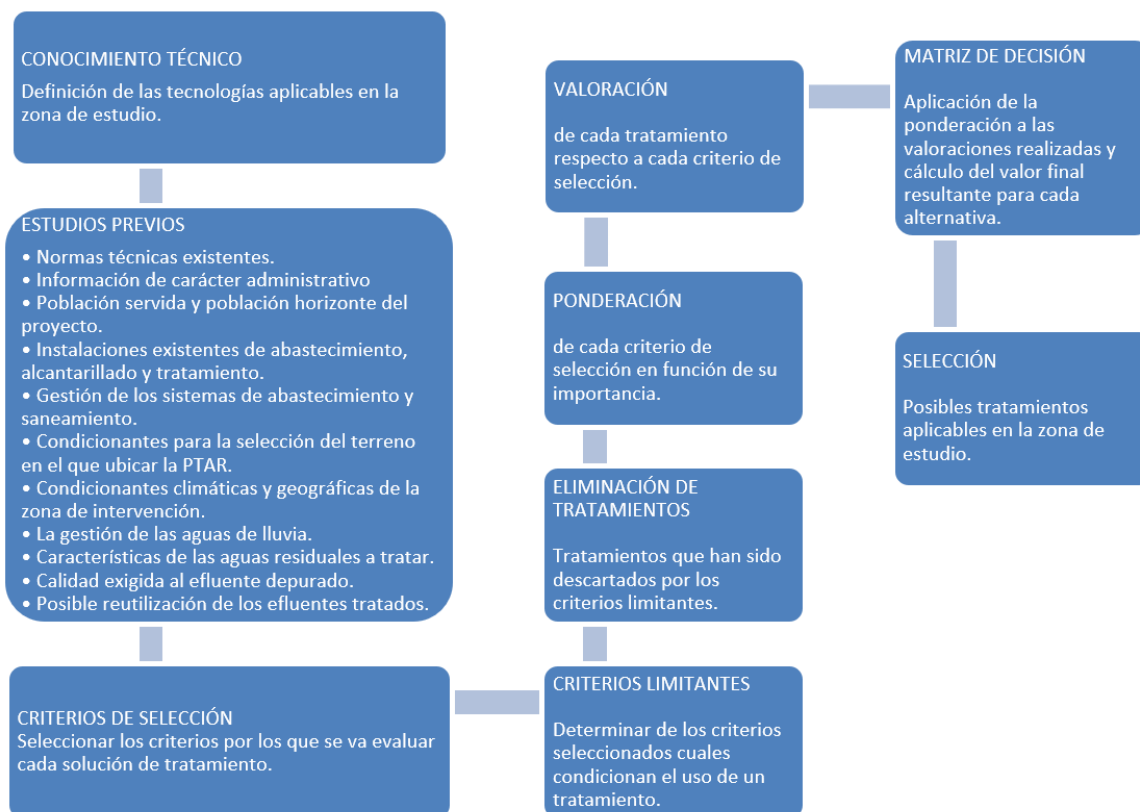 CONOCIMIENTO TÉCNICO
Definición de las tecnologías aplicables en la
zona de estudio.
ESTUDIOS PREVIOS
• Normas técnicas existentes.
• Información de carácter administrativo
• Población servida y población horizonte del
proyecto.
• Instalaciones existentes de abastecimiento,
alcantarillado y tratamiento.
• Gestión de los sistemas de abastecimiento y
saneamiento.
• Condicionantes para la selección del terreno
en el que ubicar la PTAR.
• Condicionantes climáticas y geográficas de la
zona de intervención.
• La gestión de las aguas de lluvia.
• Características de las aguas residuales a tratar.
• Calidad exigida al efluente depurado.
• Posible reutilización de los efluentes tratados.
CRITERIOS DE SELECCIÓN
Seleccionar los criterios por los que se va evaluar
cada solución de tratamiento.
CRITERIOS LIMITANTES
Determinar de los criterios
seleccionados cuales
condicionan el uso de un
tratamiento.
ELIMINACIÓN DE
TRATAMIENTOS
Tratamientos que han sido
descartados por los
criterios limitantes.
PONDERACIÓN
de cada criterio de
selección en función de su
importancia.
VALORACIÓN
de cada tratamiento
respecto a cada criterio de
selección.
MATRIZ DE DECISIÓN
Aplicación de la
ponderación a las
valoraciones realizadas y
cálculo del valor final
resultante para cada
alternativa.
SELECCIÓN
Posibles tratamientos
aplicables en la zona de
estudio.